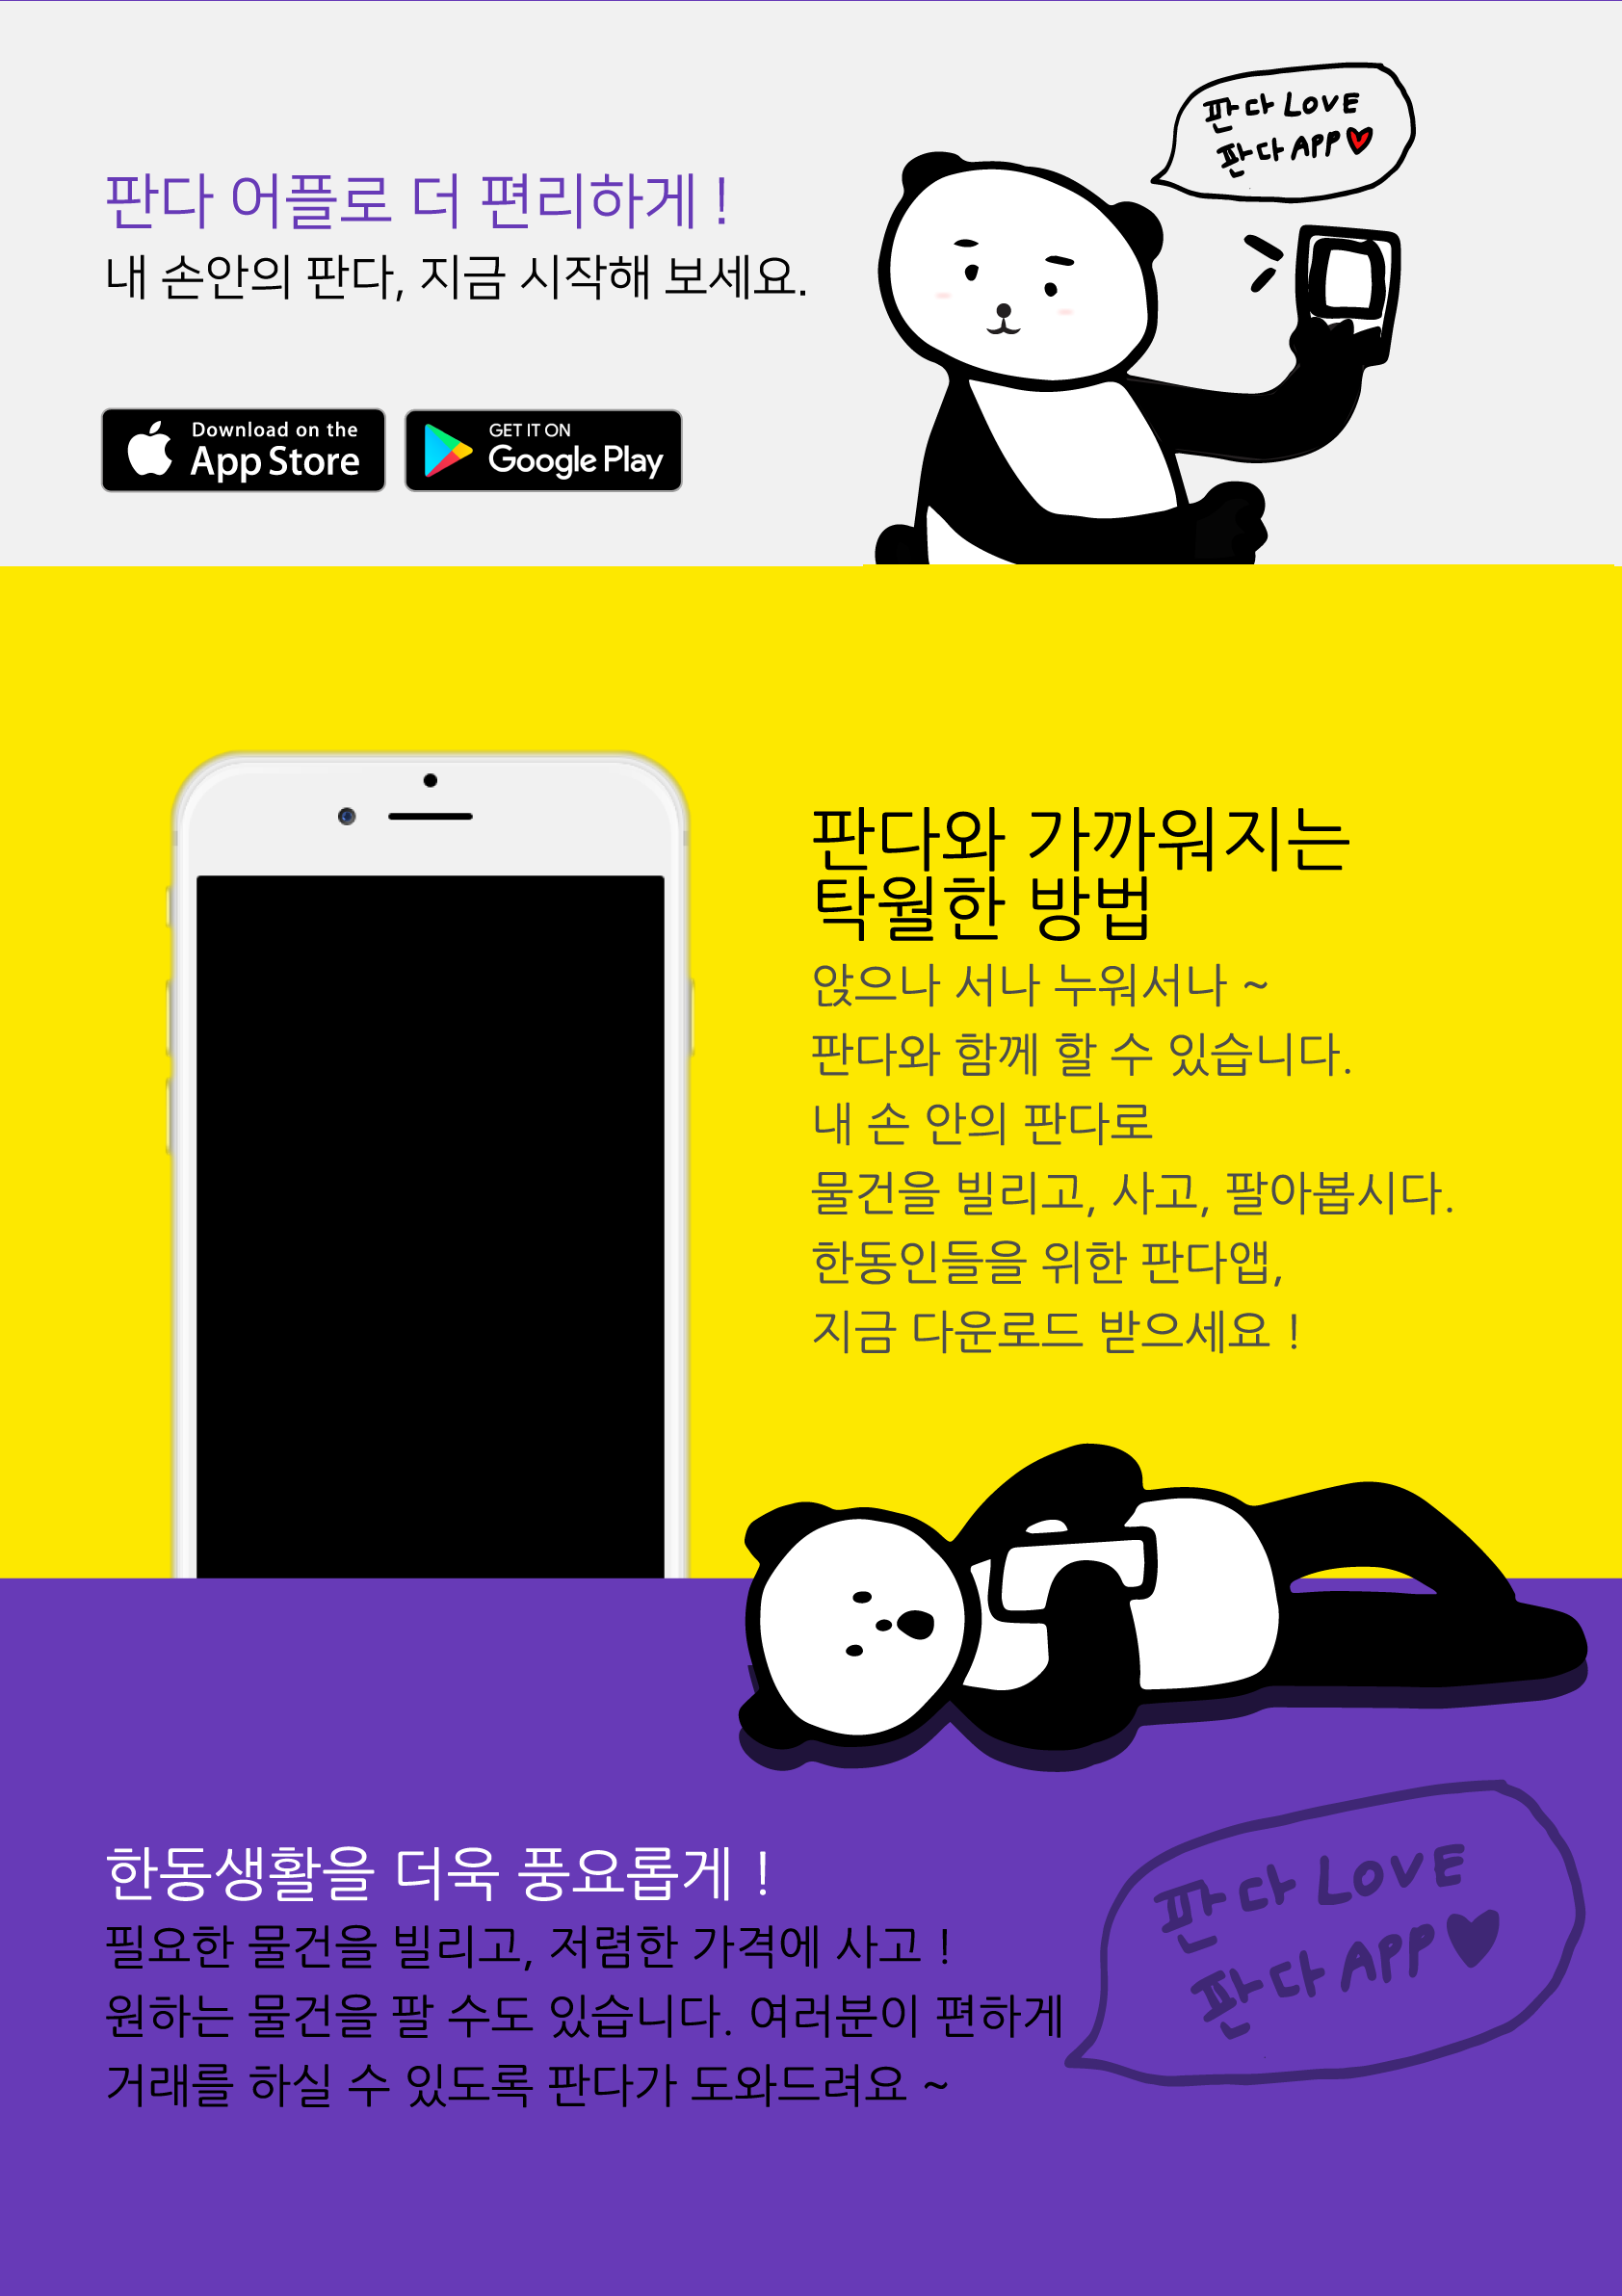 판다 LOVE
판다 APP
판다 어플로 더 편리하게 !
내 손안의 판다, 지금 시작해 보세요.
Download on the
App Store
GET IT ON
Google Play
판다와 가까워지는
탁월한 방법
앉으나 서나 누워서나 ~
판다와 함께 할 수 있습니다.
내 손 안의 판다로
물건을 빌리고, 사고, 팔아봅시다.
한동인들을 위한 판다앱,
지금 다운로드 받으세요 !
한동생활을 더욱 풍요롭게 !
필요한 물건을 빌리고, 저렴한 가격에 사고 !
원하는 물건을 팔 수도 있습니다. 여러분이 편하게
거래를 하실 수 있도록 판다가 도와드려요 ~
판다 LOVE
판다 APP